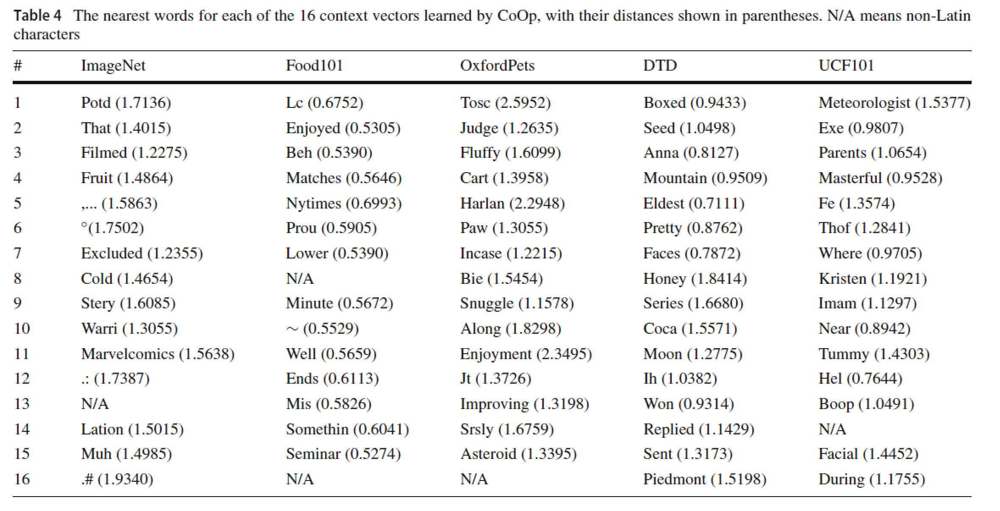 Table 4 The nearest words for each of the 16 context vectors learned by CoOp, with their distances shown in parentheses. N/A means non-Latin
characters
# ImageNet Food101 OxfordPets DTD UCF101
1 Potd (1.7136) Lc (0.6752) Tosc (2.5952) Boxed (0.9433) Meteorologist (1.5377)
2 That (1.4015) Enjoyed (0.5305) Judge (1.2635) Seed (1.0498) Exe (0.9807)
3 Filmed (1.2275) Beh (0.5390) Fluffy (1.6099) Anna (0.8127) Parents (1.0654)
4 Fruit (1.4864) Matches (0.5646) Cart (1.3958) Mountain (0.9509) Masterful (0.9528)
5 ,... (1.5863) Nytimes (0.6993) Harlan (2.2948) Eldest (0.7111) Fe (1.3574)
6 °(1.7502) Prou (0.5905) Paw (1.3055) Pretty (0.8762) Thof (1.2841)
7 Excluded (1.2355) Lower (0.5390) Incase (1.2215) Faces (0.7872) Where (0.9705)
8 Cold (1.4654) N/A Bie (1.5454) Honey (1.8414) Kristen (1.1921)
9 Stery (1.6085) Minute (0.5672) Snuggle (1.1578) Series (1.6680) Imam (1.1297)
10 Warri (1.3055) ~ (0.5529) Along (1.8298) Coca (1.5571) Near (0.8942)
11 Marvelcomics (1.5638) Well (0.5659) Enjoyment (2.3495) Moon (1.2775) Tummy (1.4303)
12 .: (1.7387) Ends (0.6113) Jt (1.3726) Ih (1.0382) Hel (0.7644)
13 N/A Mis (0.5826) Improving (1.3198) Won (0.9314) Boop (1.0491)
14 Lation (1.5015) Somethin (0.6041) Srsly (1.6759) Replied (1.1429) N/A
15 Muh (1.4985) Seminar (0.5274) Asteroid (1.3395) Sent (1.3173) Facial (1.4452)
16 .# (1.9340) N/A N/A Piedmont (1.5198) During (1.1755)